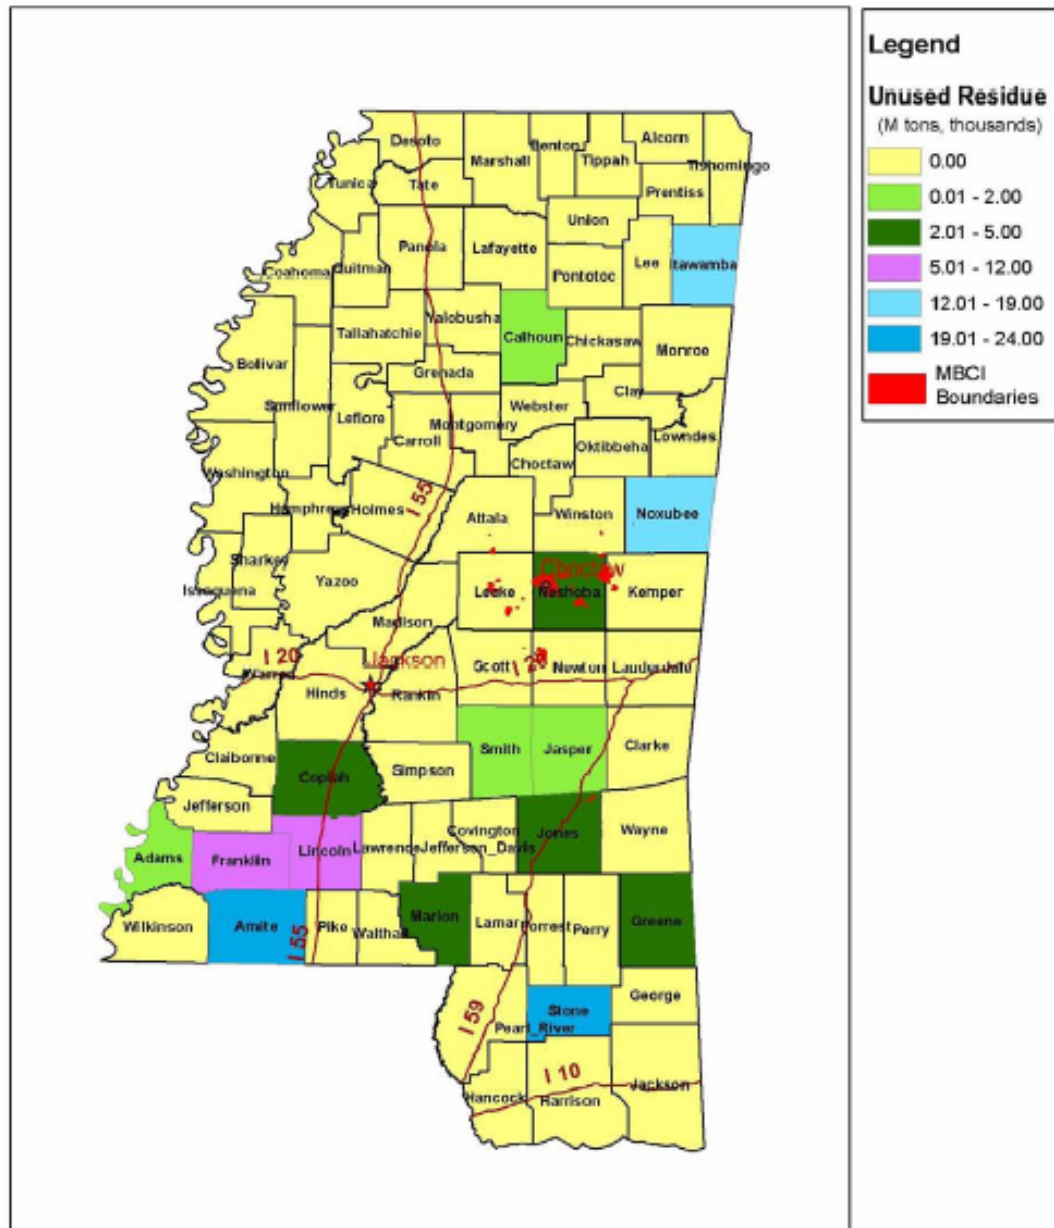 Legend
Unused Residue
(M tons, thousands)
0.00
0.01 - 2.00
2.01 - 5.00
5.01 - 12.00
12.01 - 19.00
19.01 - 24.00
MBCI
Boundaries
Desoto
Marshall
Benton
Tippah
Alcorn
Tishomingo
Tunica
Tate
Prentiss
Union
Panola
Lafayette
Coahoma
Quitman
Pontotoc
Lee
Itawamba
Tallahatchie
Yalobusha
Calhoun
Chickasaw
Monroe
Bolivar
Grenada
Sunflower
Leflore
Webster
Clay
Montgomery
Carroll
Oktibbeha
Lowndes
Choctaw
Washington
Humphreys
Holmes
I 55
Attala
Winston
Noxubee
Sharkey
Issaquena
Yazoo
Choctaw
Leake
Neshoba
Kemper
Madison
I 20
Jackson
Warren
Hinds
Rankin
Scott
I 2
Newton
Lauderdale
Claiborne
Copiah
Simpson
Smith
Jasper
Clarke
Jefferson
Adams
Franklin
Lincoln
Lawrence
Jefferson_Davis
Covington
Jones
Wayne
Wilkinson
Amite
I 55
Pike
Walthall
Marion
Lamar
Forrest
Perry
Greene
George
Stone
I 59
Pearl_River
I 10
Hancock
Harrison
Jackson